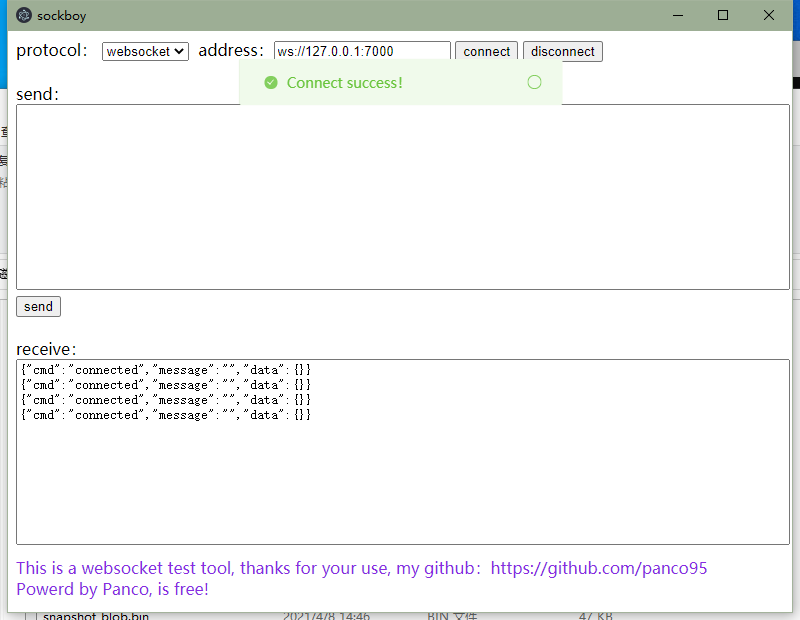 sockboy
protocol： websocket address： ws://127.0.0.1:7000 connect disconnect
Connect success!
send：
send
receive：
{"cmd":"connected","message":"","data":{}}
{"cmd":"connected","message":"","data":{}}
{"cmd":"connected","message":"","data":{}}
{"cmd":"connected","message":"","data":{}}
This is a websocket test tool, thanks for your use, my github：https://github.com/panco95
Powerd by Panco, is free!
snapshot_blob.bin 2021/4/8 14:46 BIN 文件 47 KB